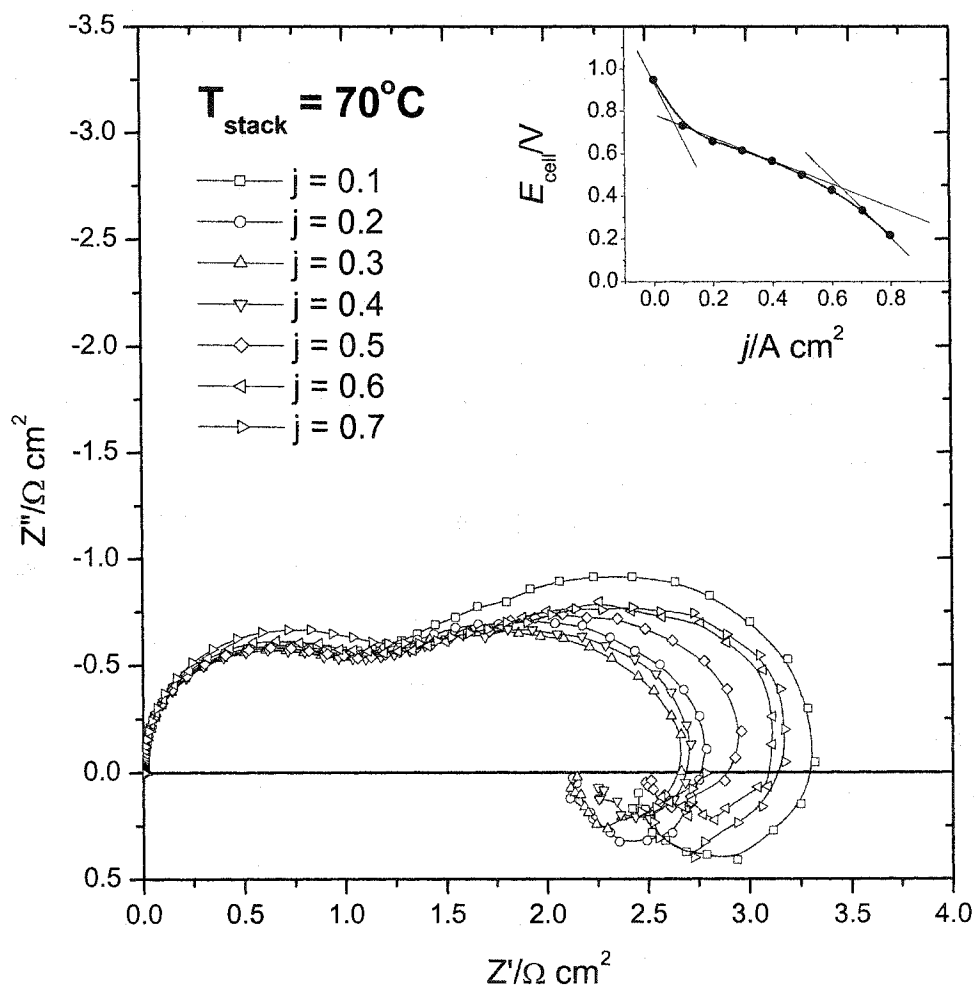 -3.5
-3.0
-2.5
-2.0
-1.5
-1.0
-0.5
0.0
0.5
Z''/Ω cm²
T stack = 70°C
j = 0.1
j = 0.2
j = 0.3
j = 0.4
j = 0.5
j = 0.6
j = 0.7
E cell/V
1.0
0.8
0.6
0.4
0.2
0.0
0.0 0.2 0.4 0.6 0.8
j/A cm²
0.0 0.5 1.0 1.5 2.0 2.5 3.0 3.5 4.0
Z'/Ω cm²